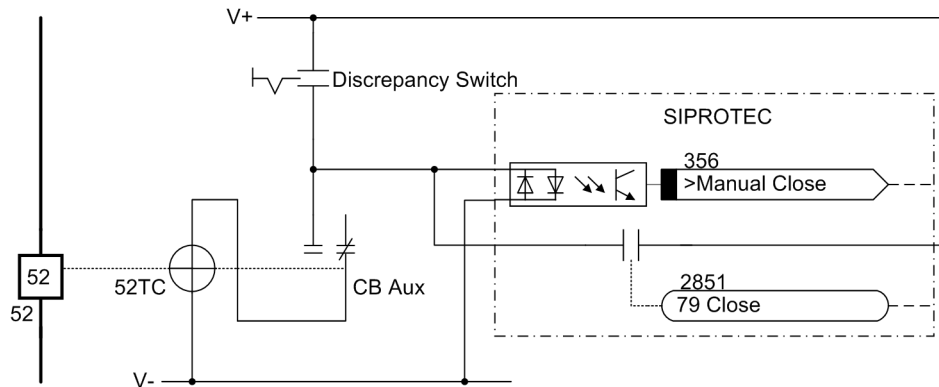 V+
Discrepancy Switch
SIPROTEC
356
>Manual Close
52
52TC
CB Aux
52
2851
79 Close
V-